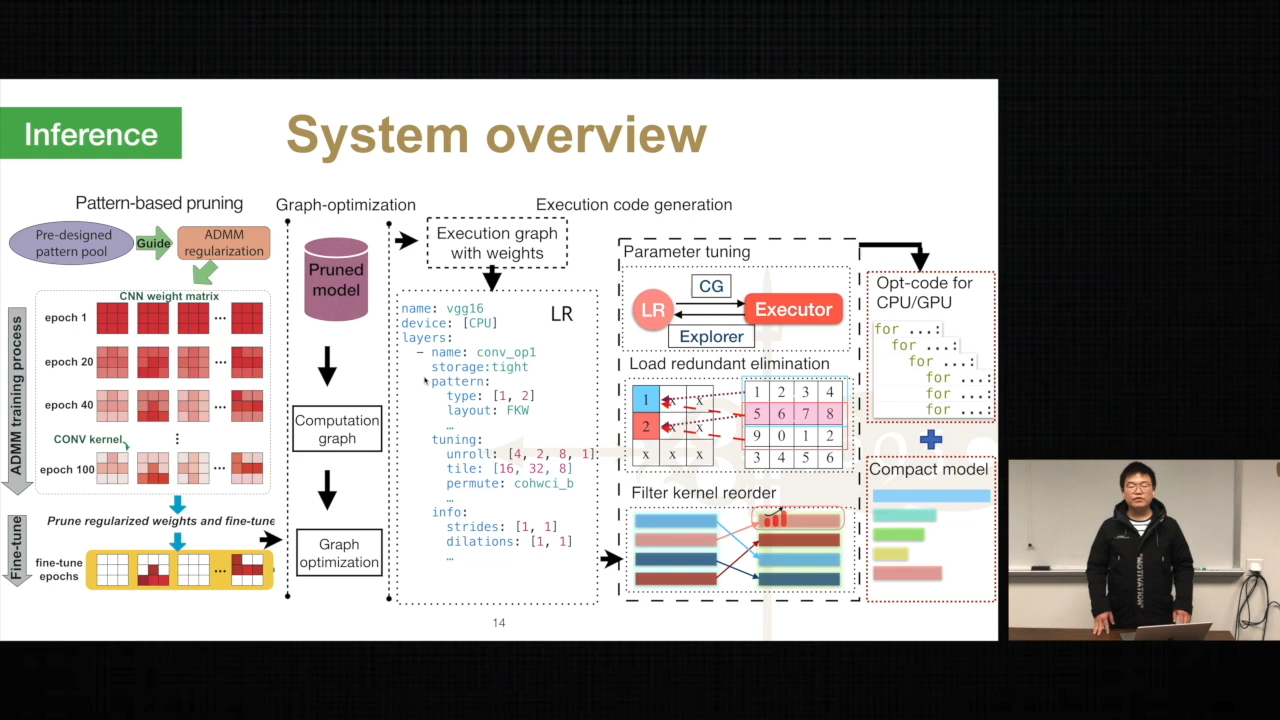 Inference
System overview
Pattern-based pruning
Pre-designed
pattern pool
Guide
ADMM
regularization
CNN weight matrix
ADMM training process
epoch 1
...
epoch 20
...
epoch 40
...
CONV kernel
epoch 100
...
Prune regularized weights and fine-tune
Fine-tune
fine-tune
epochs
...
Graph-optimization
Pruned
model
Computation
graph
Graph
optimization
Execution code generation
Execution graph
with weights
LR
name: vgg16
device: [CPU]
layers:
– name: conv_op1
storage:tight
pattern:
type: [1, 2]
layout: FKW
…
tuning:
unroll: [4, 2, 8, 1]
tile: [16, 32, 8]
permute: cohwci_b
…
info:
strides: [1, 1]
dilations: [1, 1]
…
Parameter tuning
CG
LR
Executor
Explorer
Load redundant elimination
1 x x
2 x x
x x x
1 2 3 4
5 6 7 8
9 0 1 2
3 4 5 6
Filter kernel reorder
Opt-code for
CPU/GPU
for ...:
for ...:
for ...:
for ...:
for ...:
for ...:
Compact model
14
"MOTIVATION"